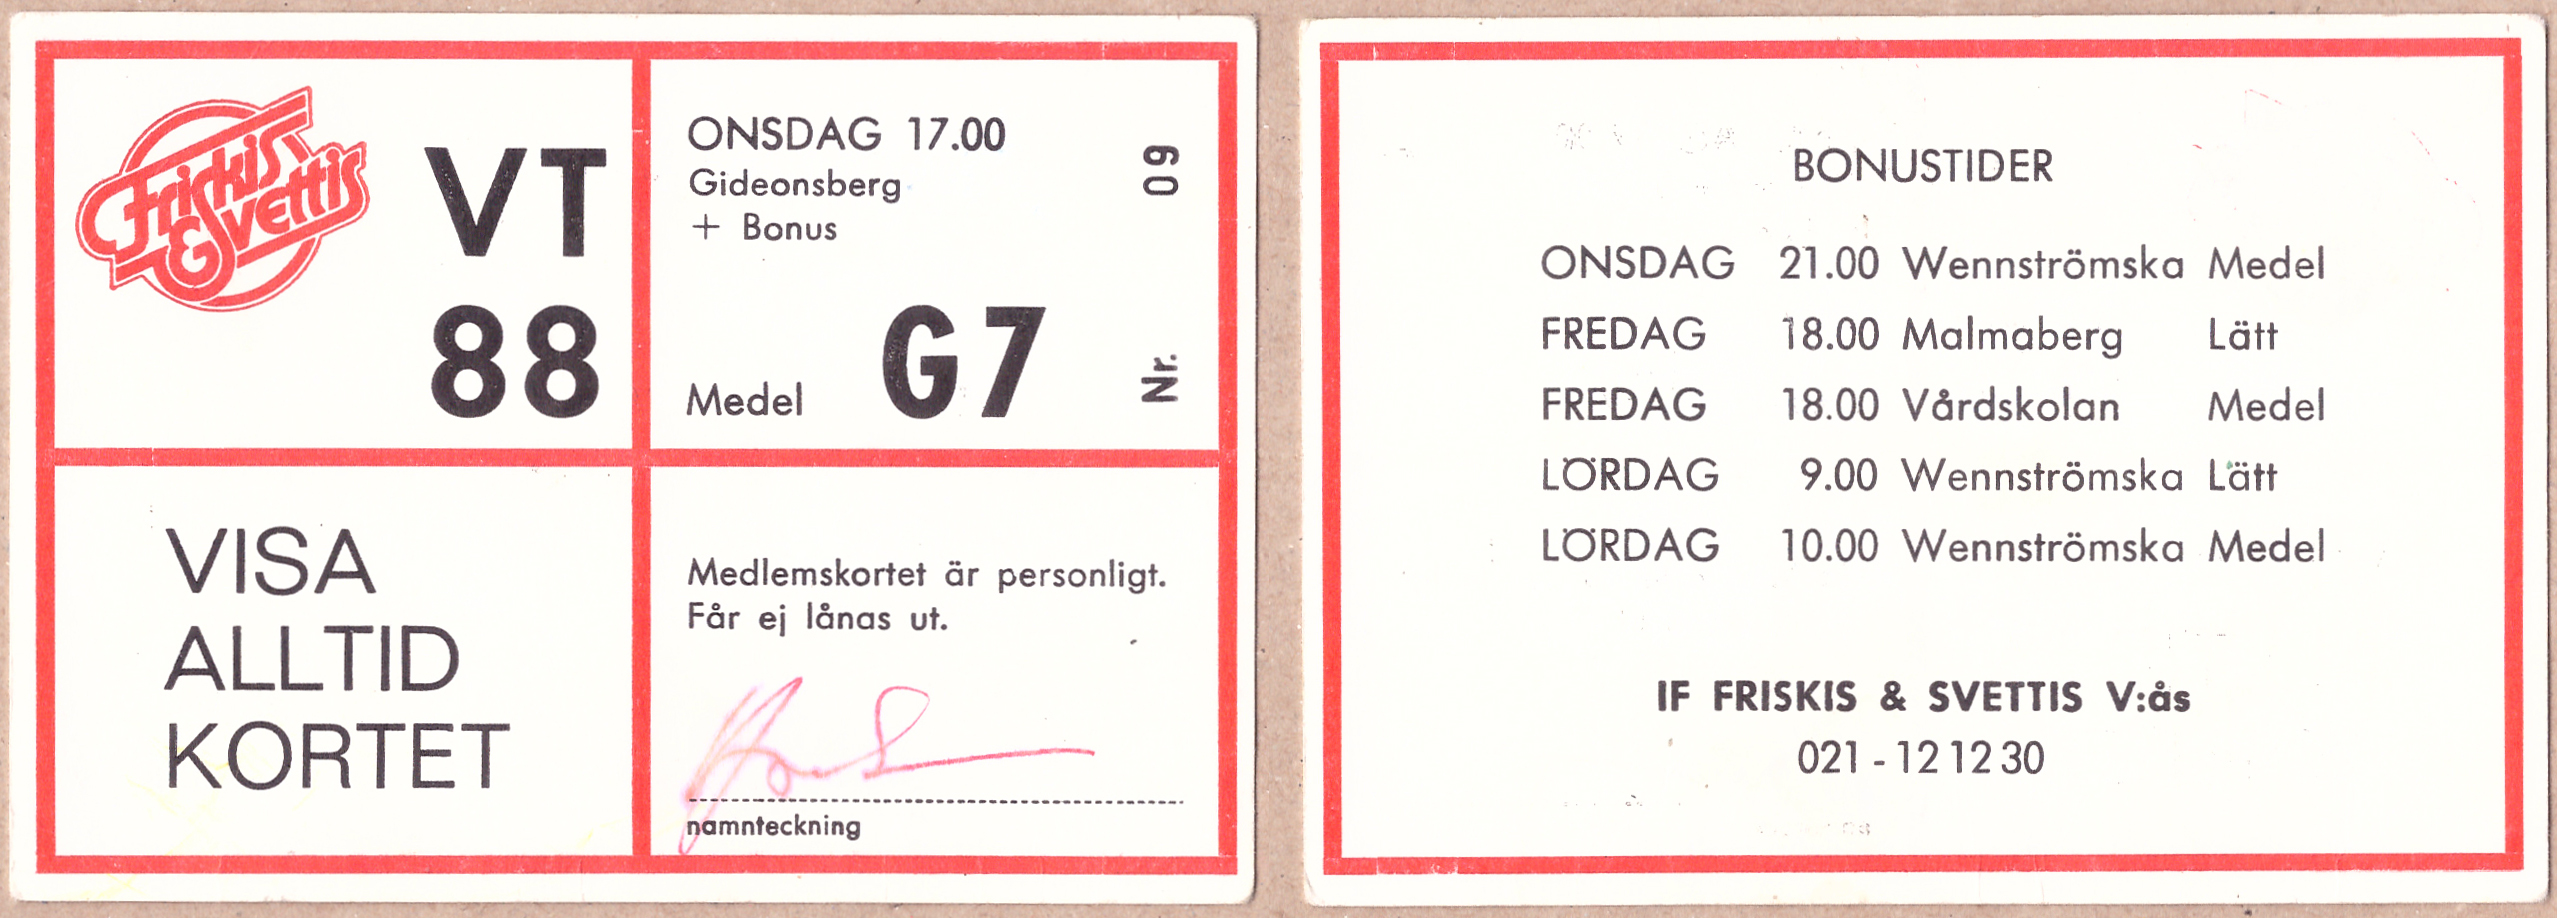 Friskis
& Svettis
VT
88
ONSDAG 17.00
Gideonsberg
+ Bonus
Medel G7
Nr. 09
VISA
ALLTID
KORTET
Medlemskortet är personligt.
Får ej lånas ut.
namnteckning
BONUSTIDER
ONSDAG 21.00 Wennströmska Medel
FREDAG 18.00 Malmaberg Lätt
FREDAG 18.00 Vårdskolan Medel
LÖRDAG 9.00 Wennströmska Lätt
LÖRDAG 10.00 Wennströmska Medel
IF FRISKIS & SVETTIS V:ås
021 - 12 12 30